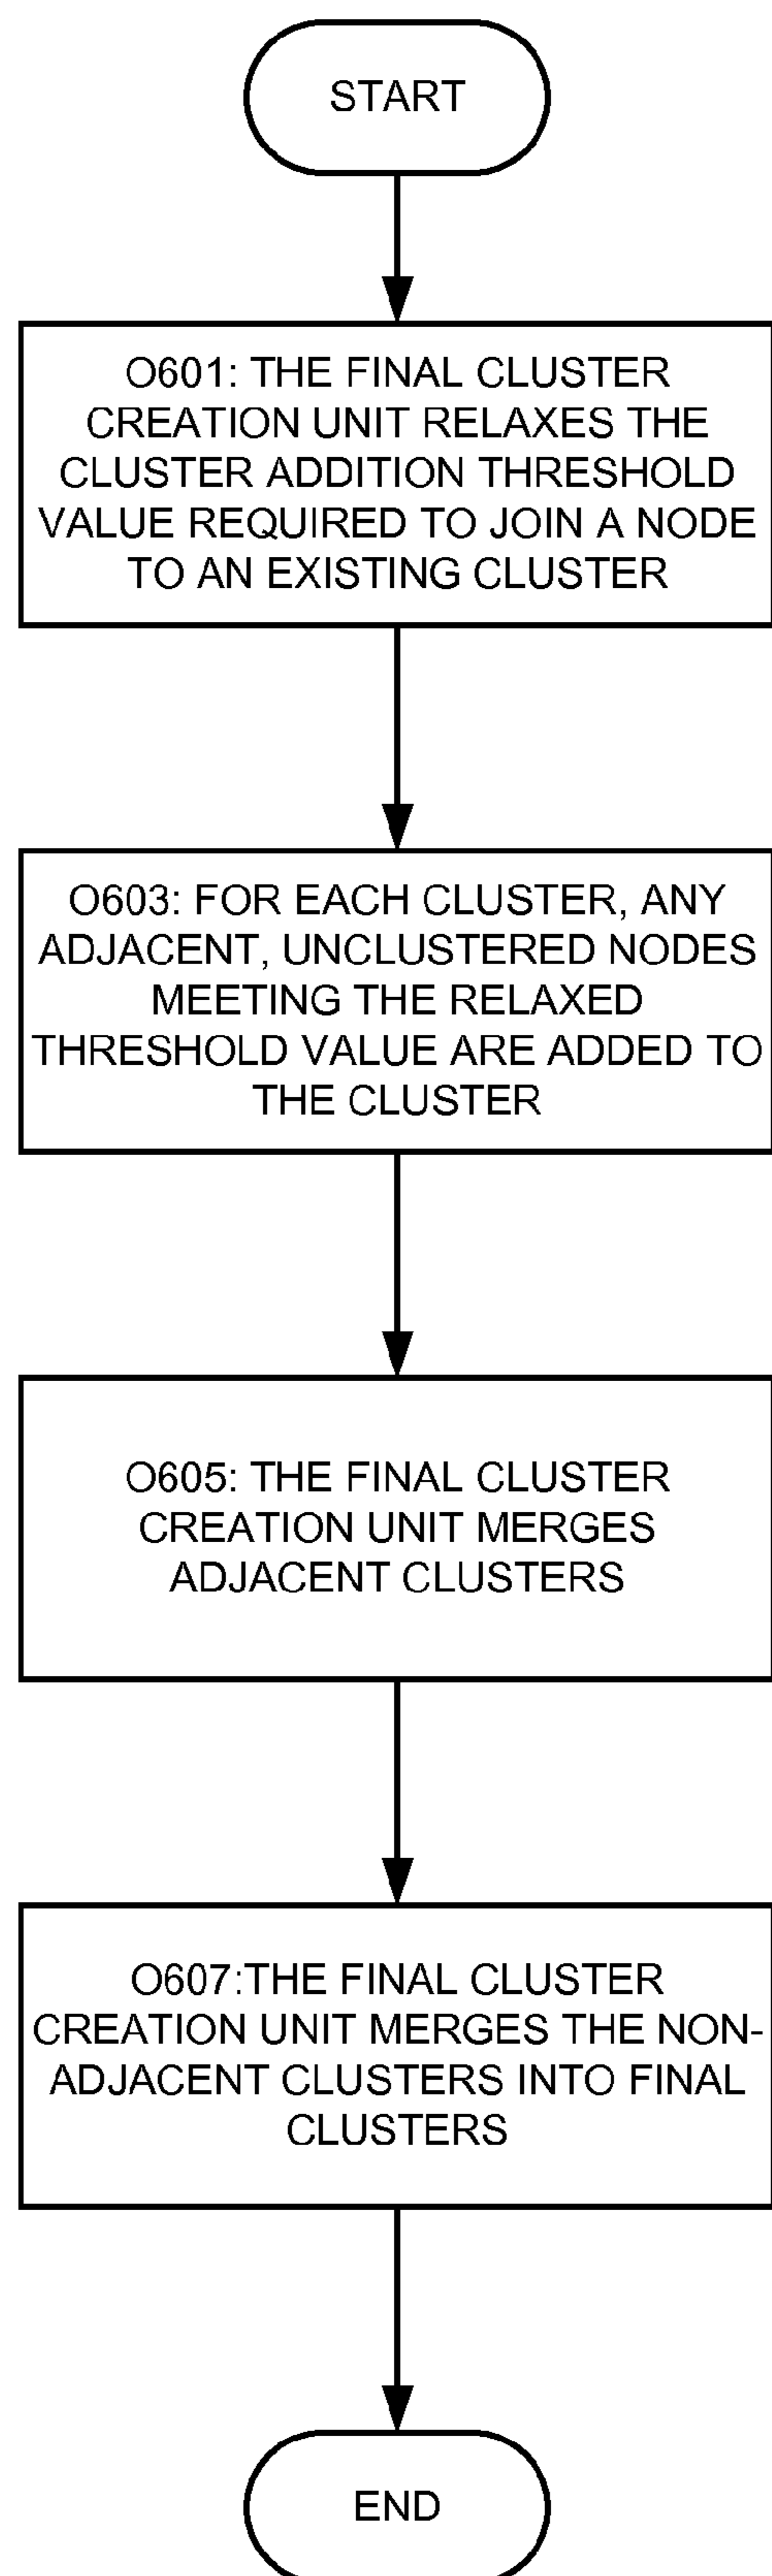 START
O601: THE FINAL CLUSTER
CREATION UNIT RELAXES THE
CLUSTER ADDITION THRESHOLD
VALUE REQUIRED TO JOIN A NODE
TO AN EXISTING CLUSTER
O603: FOR EACH CLUSTER, ANY
ADJACENT, UNCLUSTERED NODES
MEETING THE RELAXED
THRESHOLD VALUE ARE ADDED TO
THE CLUSTER
O605: THE FINAL CLUSTER
CREATION UNIT MERGES
ADJACENT CLUSTERS
O607:THE FINAL CLUSTER
CREATION UNIT MERGES THE NON-
ADJACENT CLUSTERS INTO FINAL
CLUSTERS
END